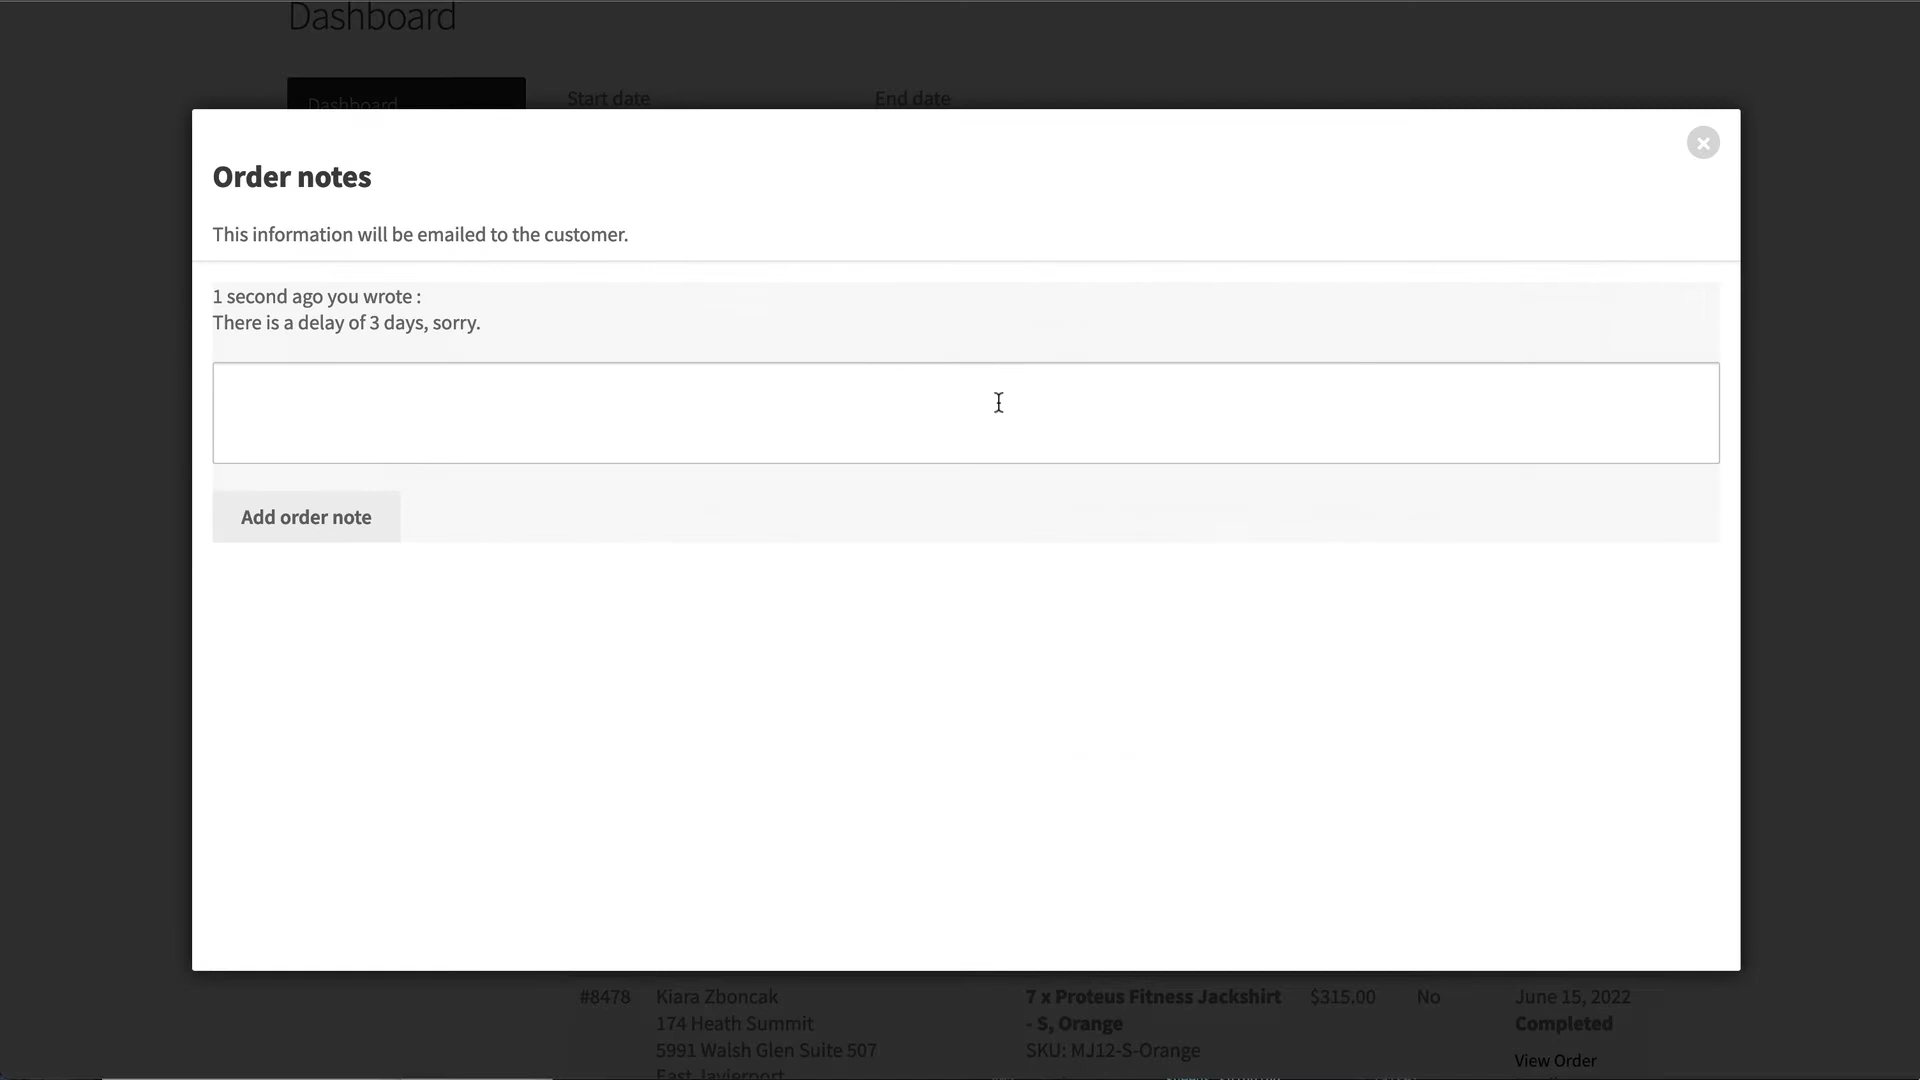 Dashboard
Dashboard
Start date
End date
Order notes
This information will be emailed to the customer.
1 second ago you wrote :
There is a delay of 3 days, sorry.
Add order note
#8478 Kiara Zboncak 7 x Proteus Fitness Jackshirt $315.00 No June 15, 2022
174 Heath Summit - S, Orange Completed
5991 Walsh Glen Suite 507 SKU: MJ12-S-Orange View Order
East Javierport